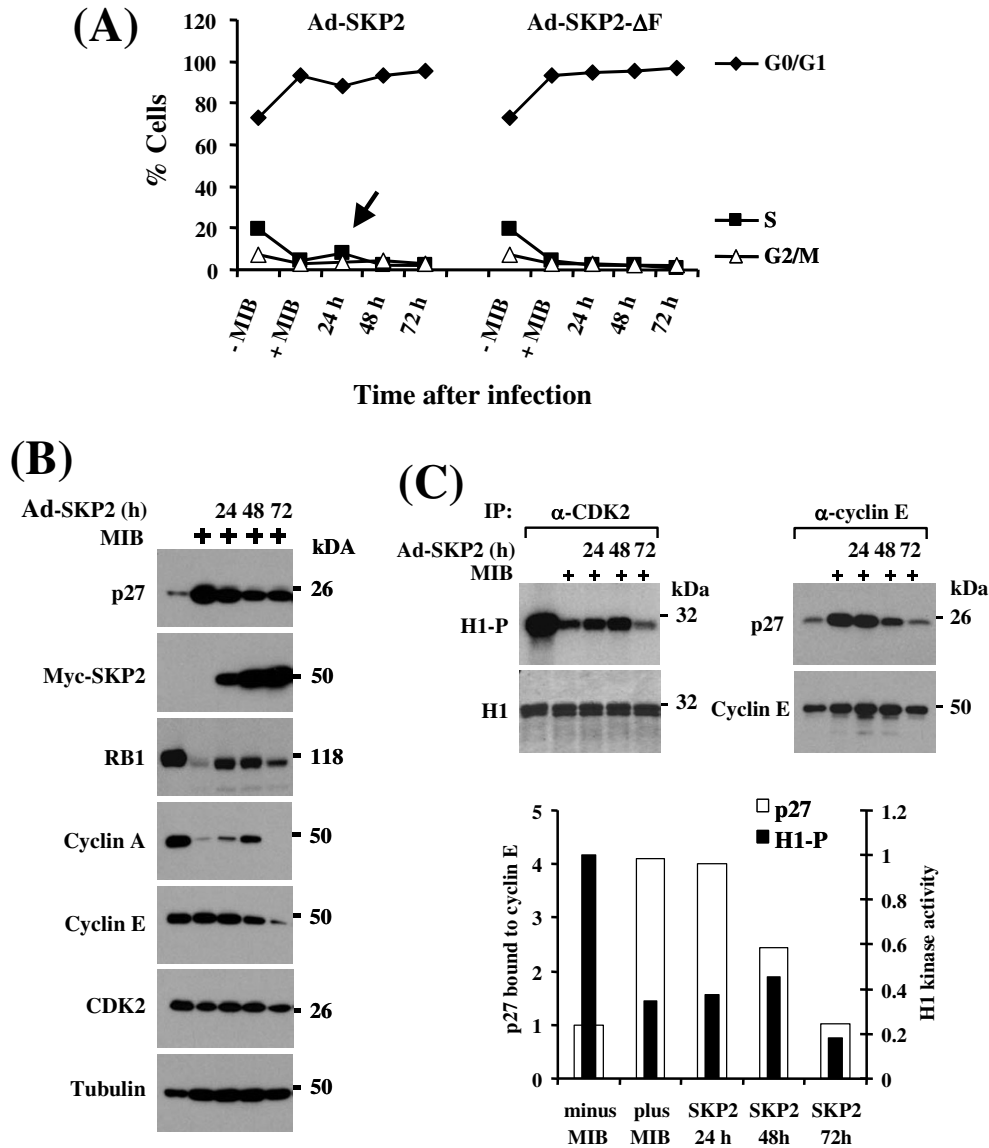 (A)
Ad-SKP2 Ad-SKP2-ΔF
120
100
80
60
40
20
0
% Cells
G0/G1
S
G2/M
- MIB + MIB 24 h 48 h 72 h - MIB + MIB 24 h 48 h 72 h
Time after infection
(B)
Ad-SKP2 (h) 24 48 72
MIB + + + + kDA
p27 26
Myc-SKP2 50
RB1 118
Cyclin A 50
Cyclin E 50
CDK2 26
Tubulin 50
(C)
IP: α-CDK2 α-cyclin E
Ad-SKP2 (h) 24 48 72 24 48 72
MIB + + + + kDa + + + + kDa
H1-P 32 p27 26
H1 32 Cyclin E 50
p27
H1-P
p27 bound to cyclin E
5
4
3
2
1
0
H1 kinase activity
1.2
1
0.8
0.6
0.4
0.2
0
minus plus SKP2 SKP2 SKP2
MIB MIB 24 h 48h 72h